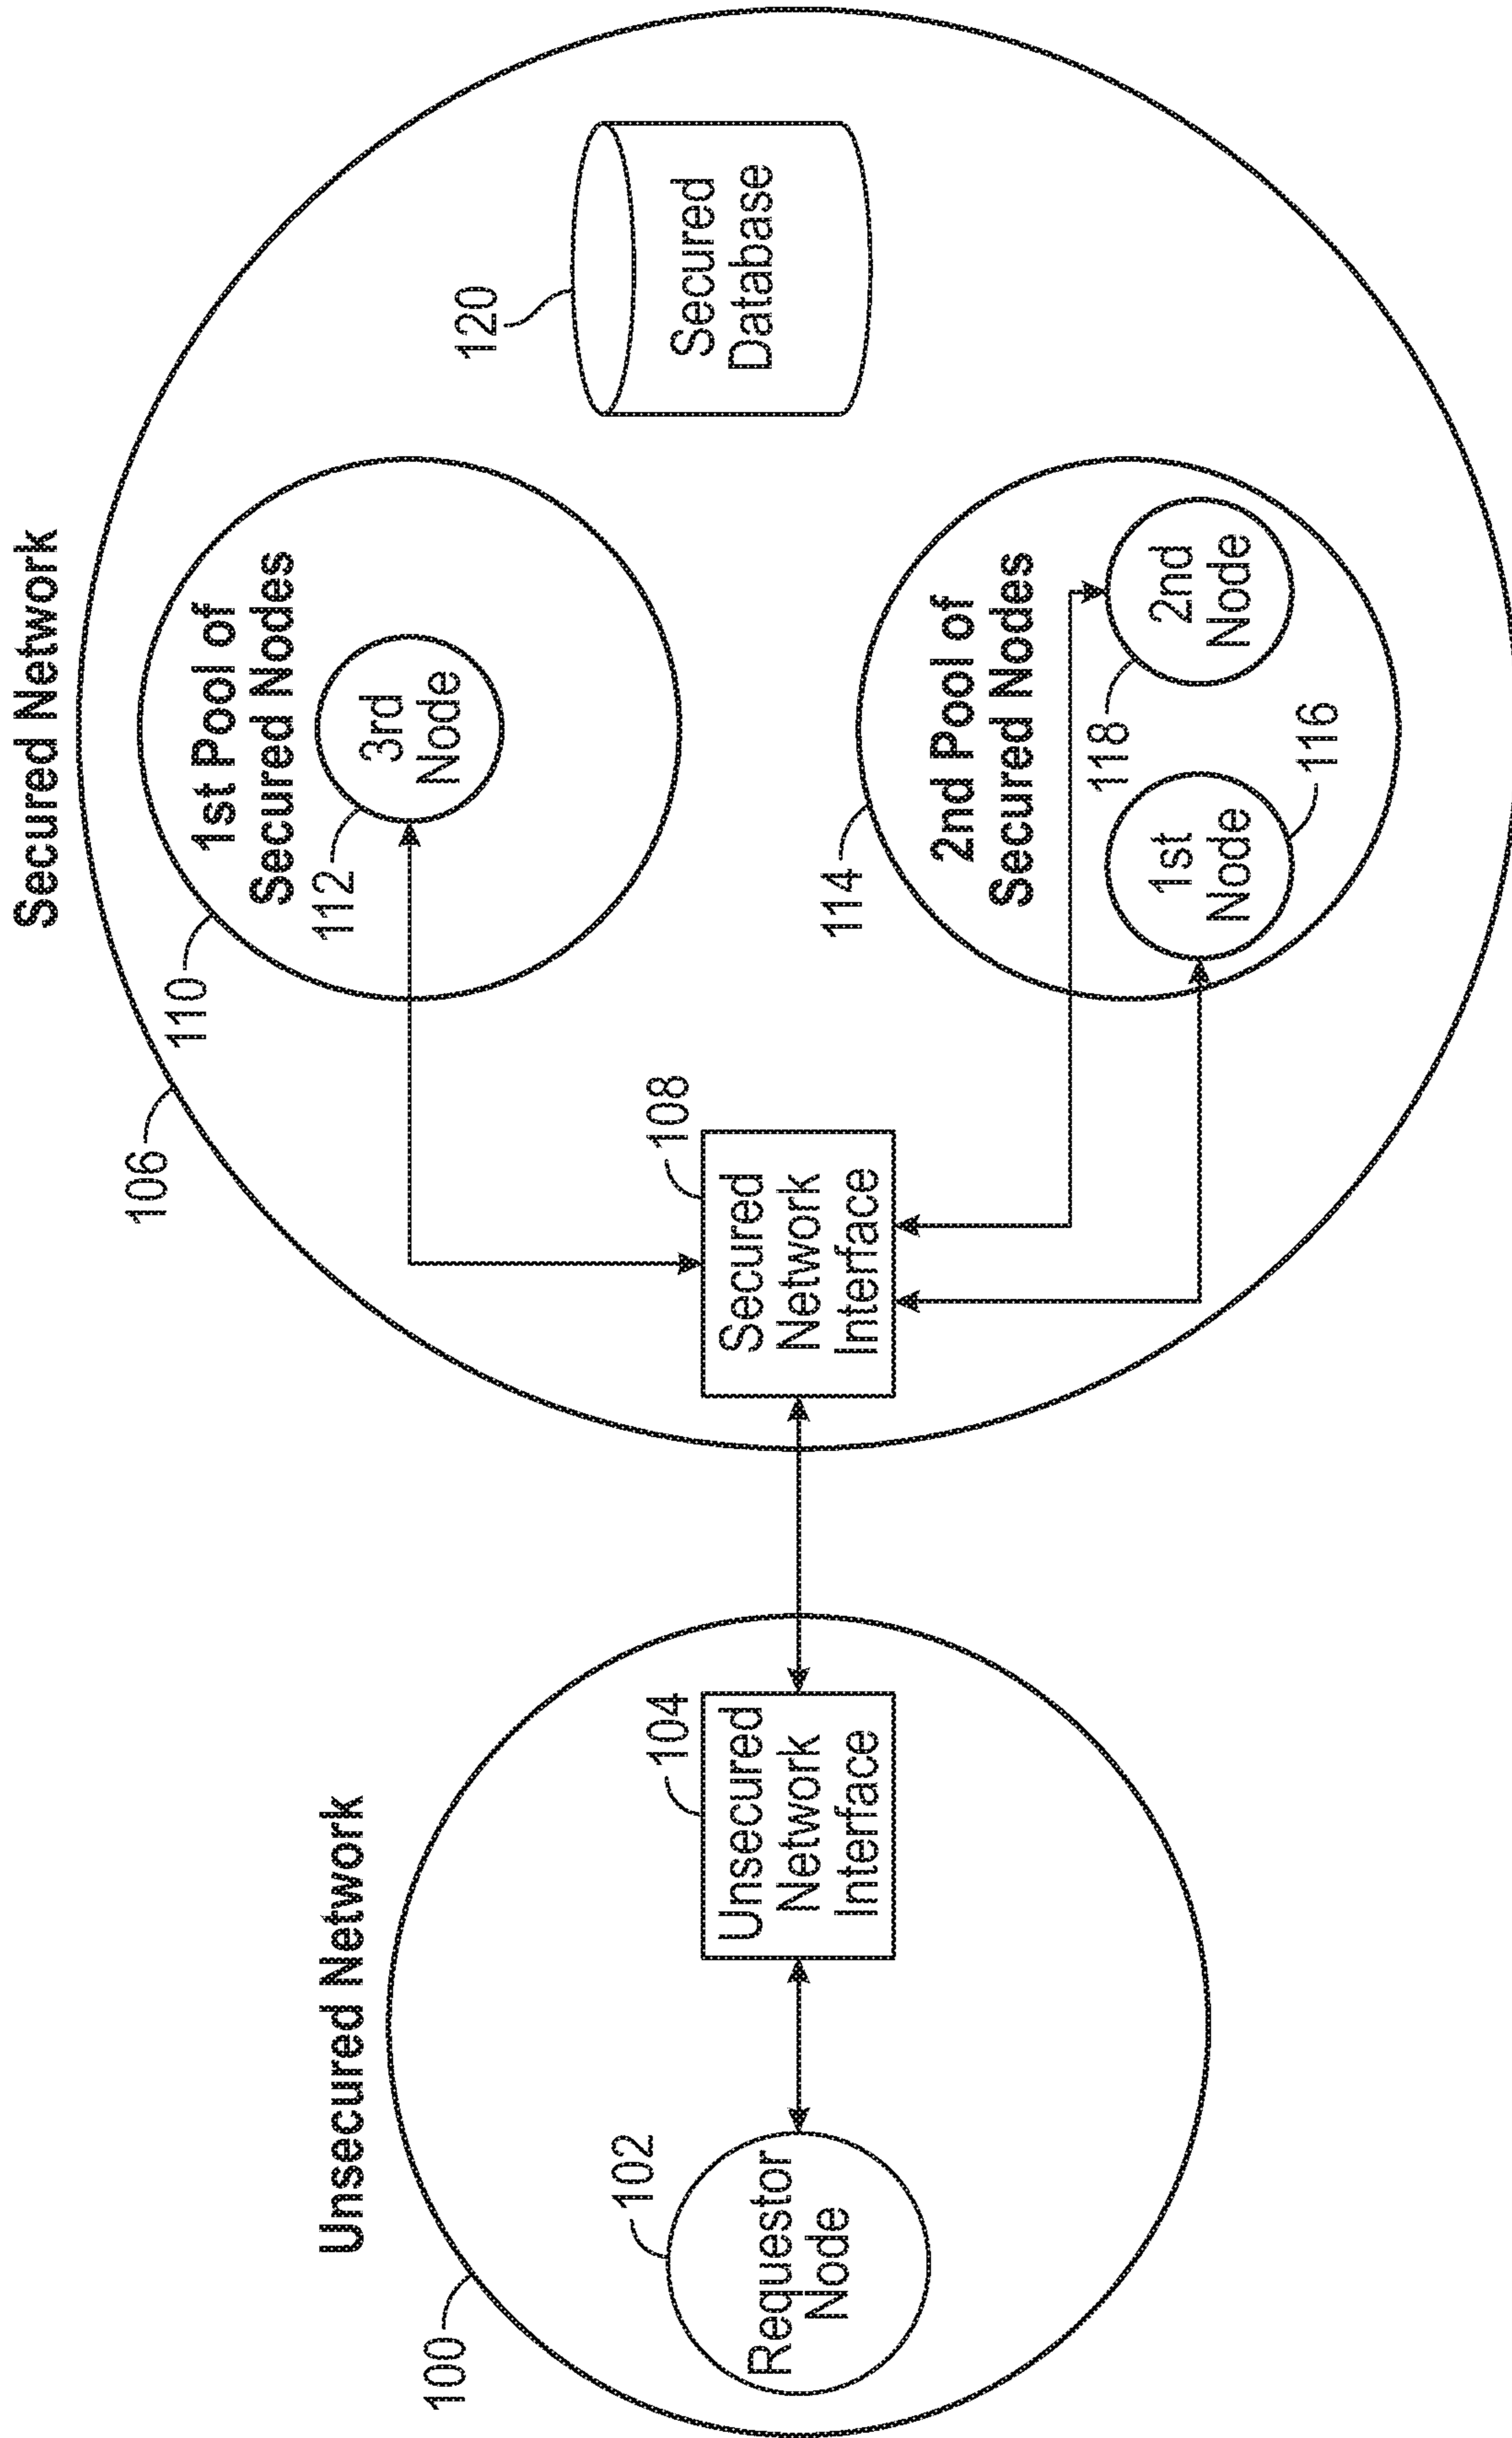 Unsecured Network
100
102
Requestor
Node
104
Unsecured
Network
Interface
Secured Network
106
108
Secured
Network
Interface
110
1st Pool of
Secured Nodes
112
3rd
Node
114
2nd Pool of
Secured Nodes
1st
Node
116
118
2nd
Node
120
Secured
Database